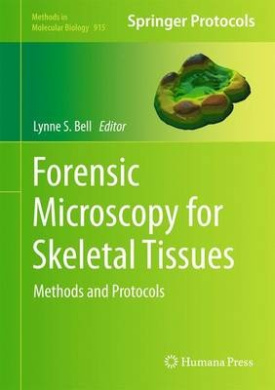 Methods in
Molecular Biology 915
Springer Protocols
Lynne S. Bell Editor
Forensic
Microscopy for
Skeletal Tissues
Methods and Protocols
Humana Press